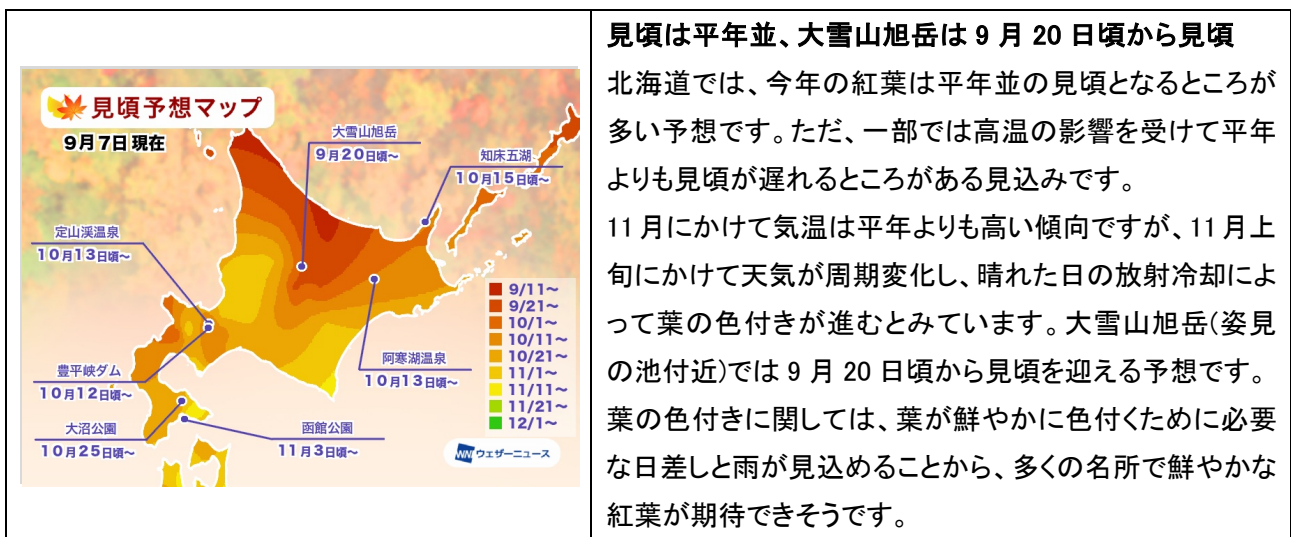 見頃予想マップ
9月7日現在
大雪山旭岳
9月20日頃〜
知床五湖
10月15日頃〜
定山渓温泉
10月13日頃〜
豊平峡ダム
10月12日頃〜
大沼公園
10月25日頃〜
函館公園
11月3日頃〜
阿寒湖温泉
10月13日頃〜
9/11〜
9/21〜
10/1〜
10/11〜
10/21〜
11/1〜
11/11〜
11/21〜
12/1〜
WNI ウェザーニュース
見頃は平年並、大雪山旭岳は 9 月 20 日頃から見頃
北海道では、今年の紅葉は平年並の見頃となるところが
多い予想です。ただ、一部では高温の影響を受けて平年
よりも見頃が遅れるところがある見込みです。
11 月にかけて気温は平年よりも高い傾向ですが、11 月上
旬にかけて天気が周期変化し、晴れた日の放射冷却によ
って葉の色付きが進むとみています。大雪山旭岳(姿見
の池付近)では 9 月 20 日頃から見頃を迎える予想です。
葉の色付きに関しては、葉が鮮やかに色付くために必要
な日差しと雨が見込めることから、多くの名所で鮮やかな
紅葉が期待できそうです。